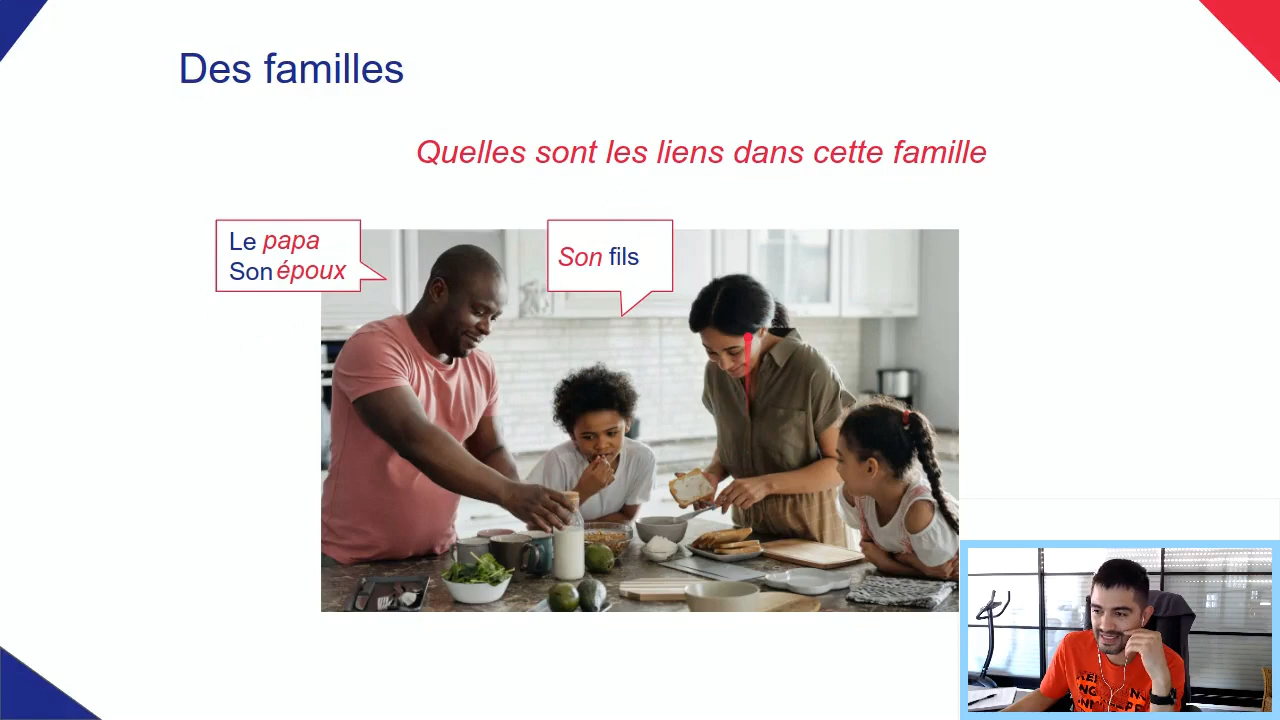 Des familles
Quelles sont les liens dans cette famille
Le papa
Son époux
Son fils